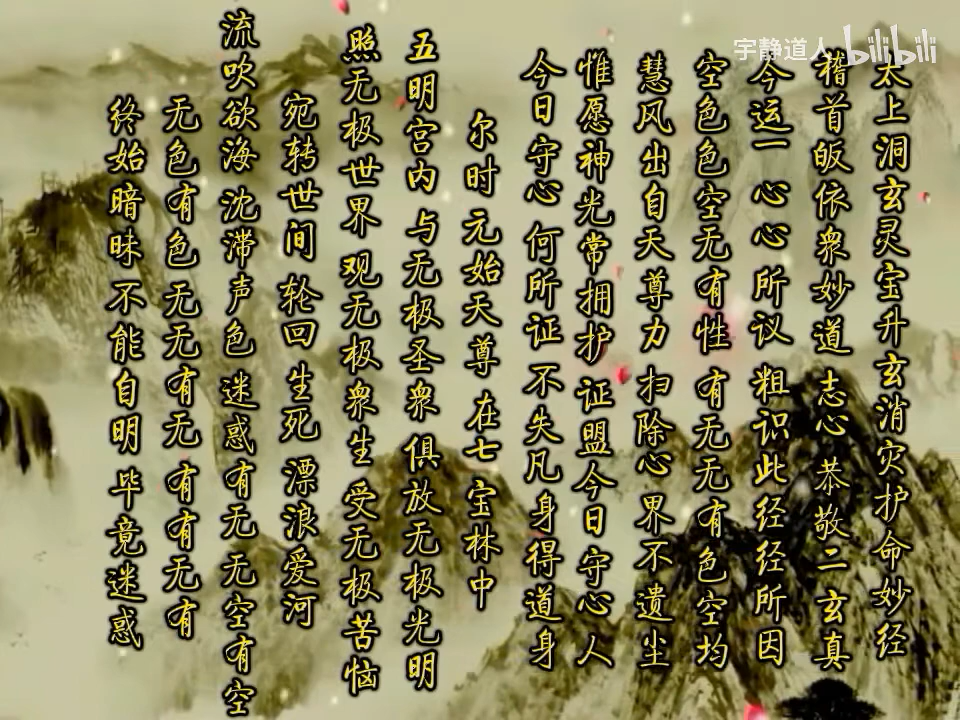 宇静道人 bilibili
太上洞玄灵宝升玄消灾护命妙经
稽首皈依衆妙道 志心 恭敬二玄真
今运一 心心 所议 粗识此经经所因
空色色空无有性 有无无有色空均
慧风出自天尊力 扫除心界不遗尘
惟愿神光常拥护 证盟今日守心人
今日守心 何所证 不失凡身得道身
尔时 元始天尊 在七宝林中
五明宫内 与无极圣衆 俱放无极光明
照无极世界 观无极衆生 受无极苦恼
宛转世间 轮回生死 漂浪爱河
流吹欲海 沈滞声色 迷惑有无 无空有空
无色有色 无无有无 有有无有
终始暗昧 不能自明 毕竟迷惑